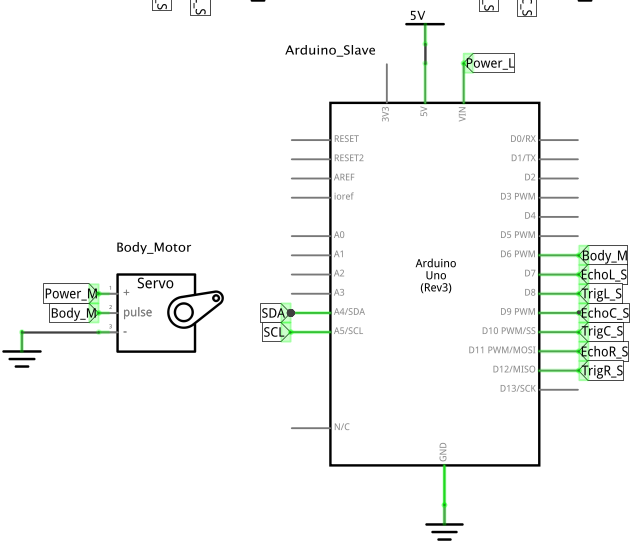 5V
Arduino_Slave
Power_L
3V3
5V
VIN
RESET
D0/RX
RESET2
D1/TX
AREF
D2
ioref
D3 PWM
D4
A0
D5 PWM
A1
D6 PWM
Body_M
A2
D7
EchoL_S
A3
D8
TrigL_S
Arduino
Uno
(Rev3)
SDA
A4/SDA
D9 PWM
EchoC_S
SCL
A5/SCL
D10 PWM/SS
TrigC_S
D11 PWM/MOSI
EchoR_S
D12/MISO
TrigR_S
D13/SCK
N/C
GND
Body_Motor
Servo
Power_M
1
+
Body_M
2
pulse
3
-